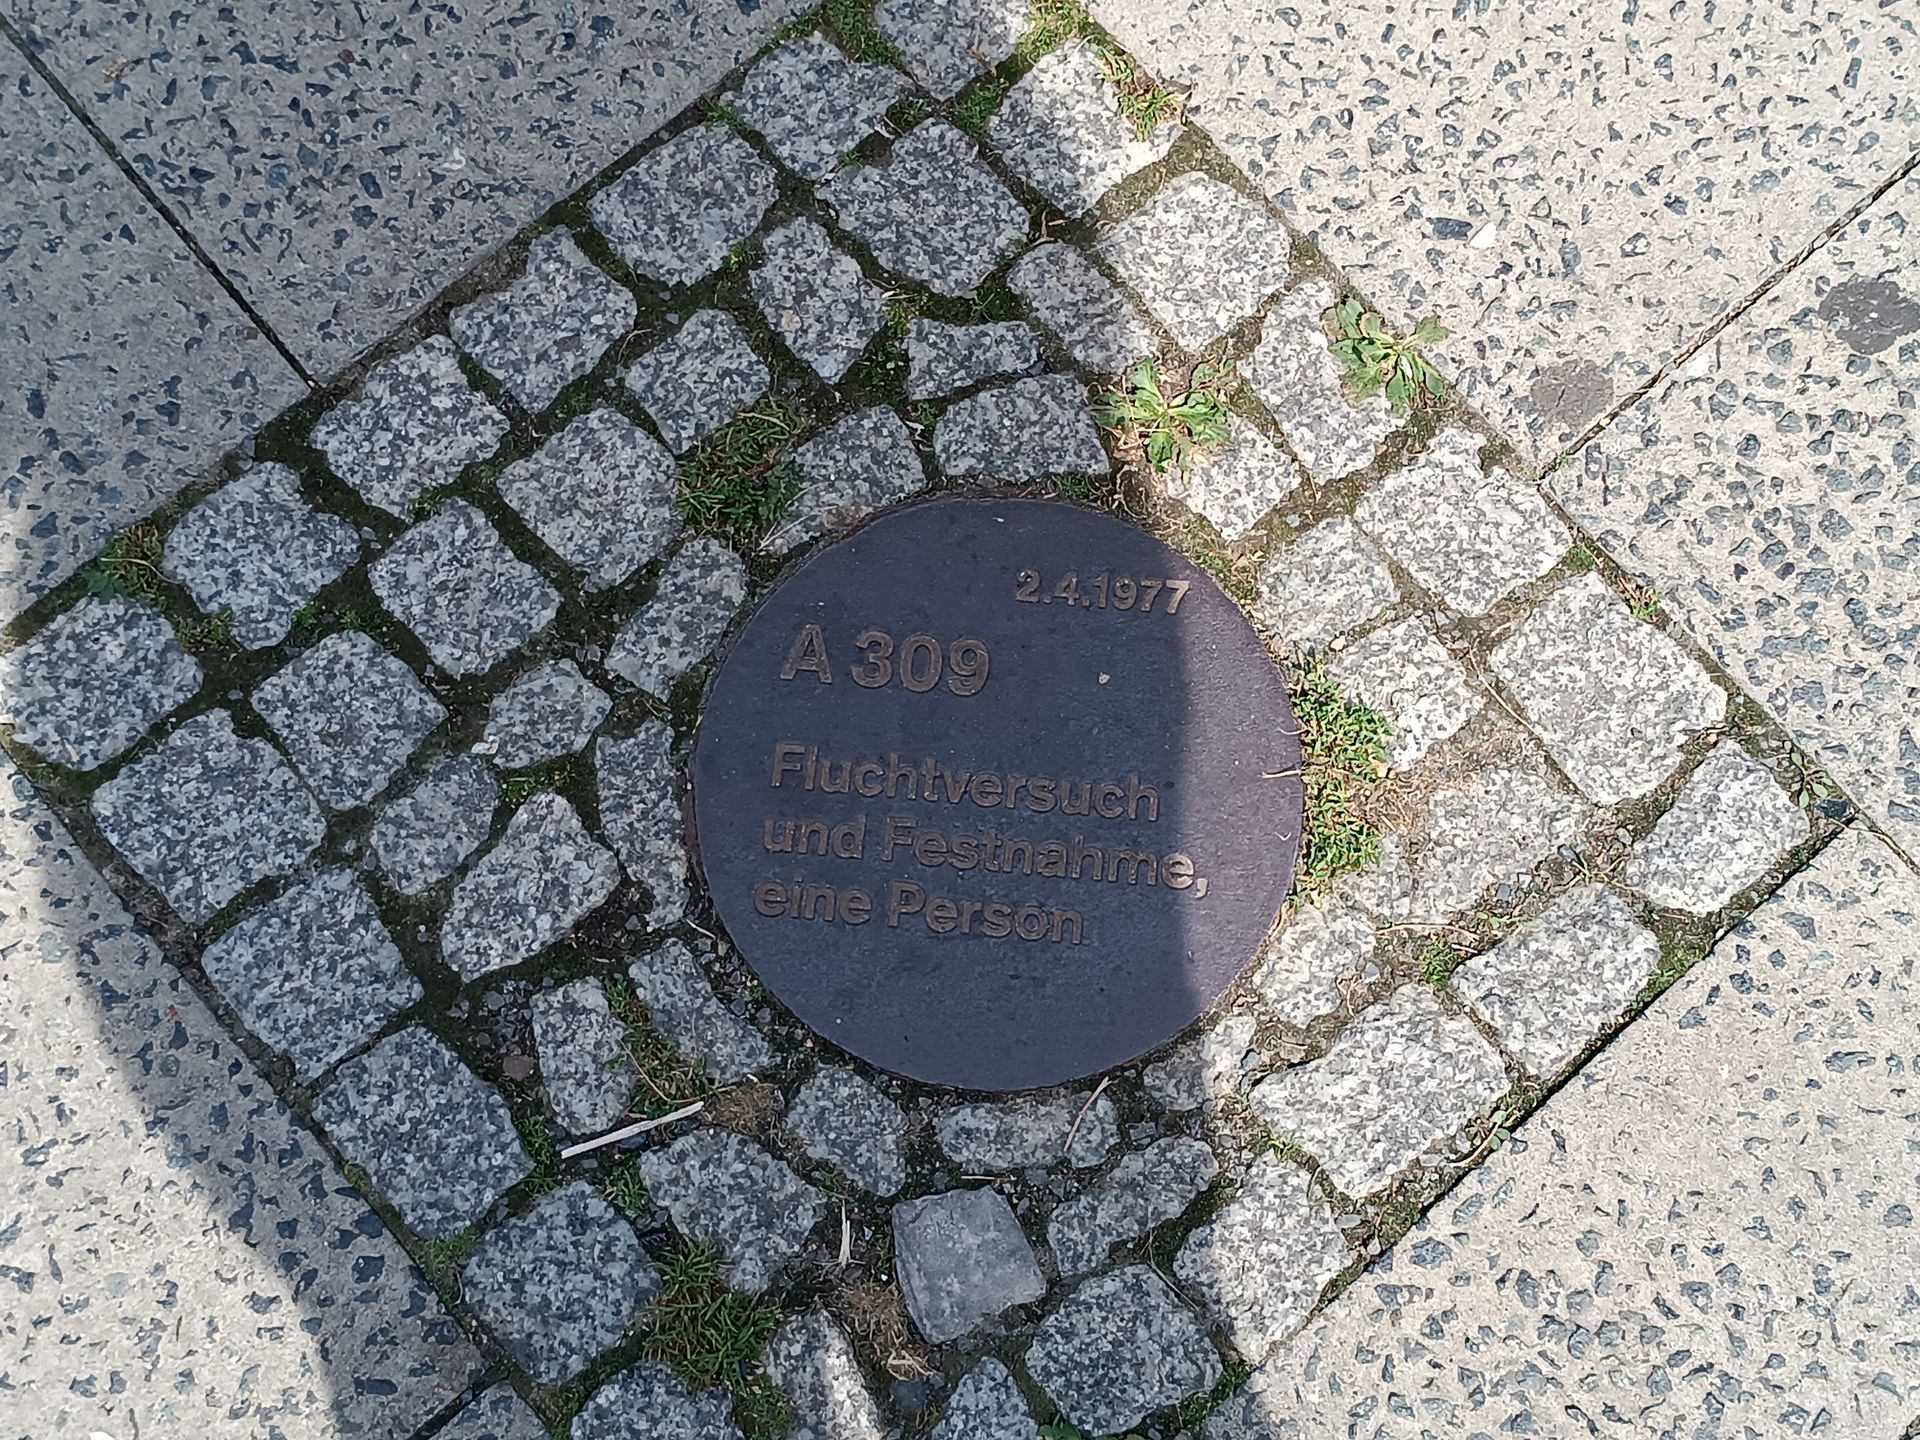 2.4.1977
A 309
Fluchtversuch
und Festnahme,
eine Person